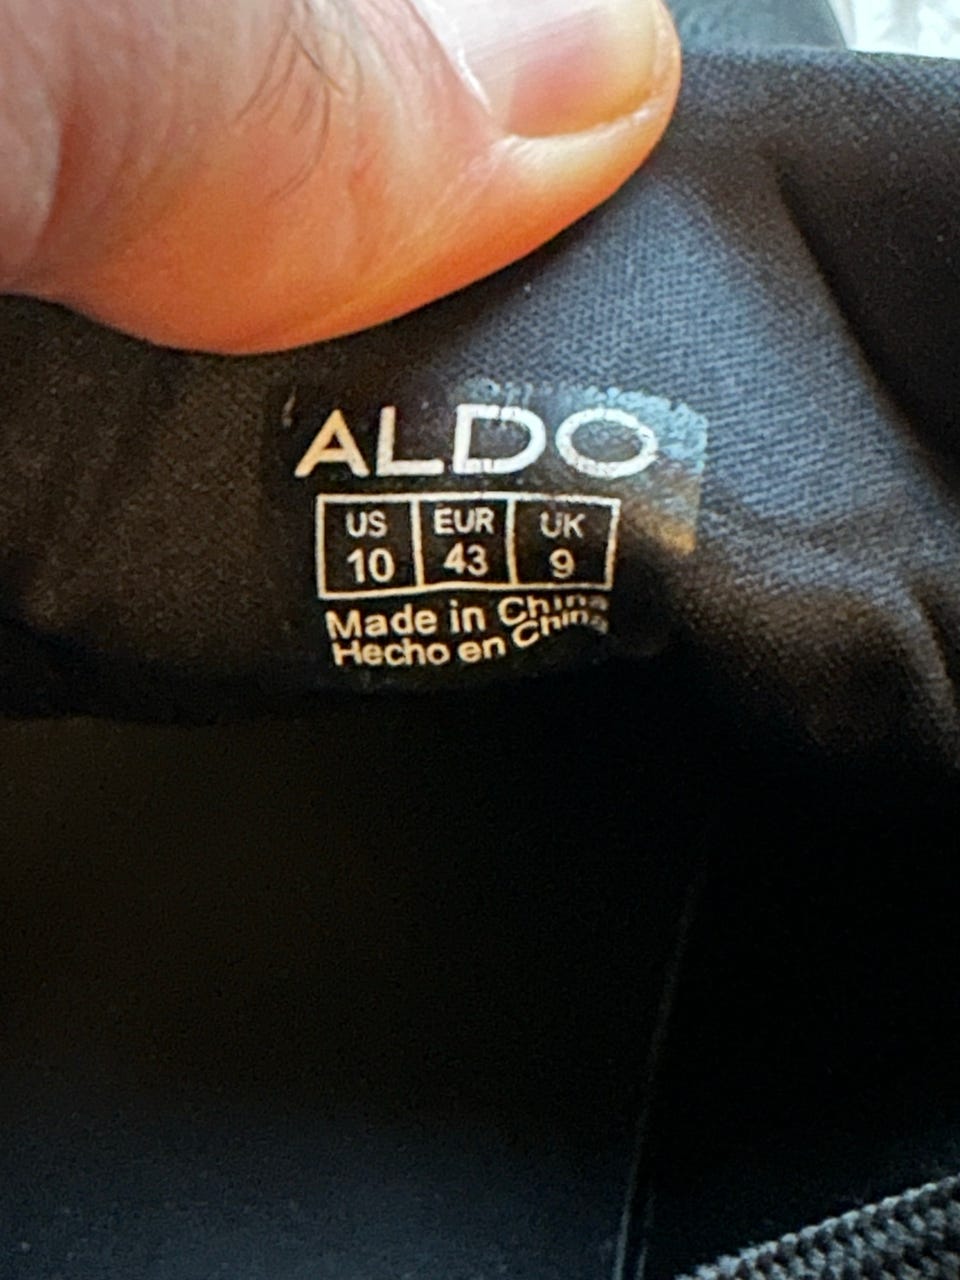 ALDO
US EUR UK
10 43 9
Made in China
Hecho en China